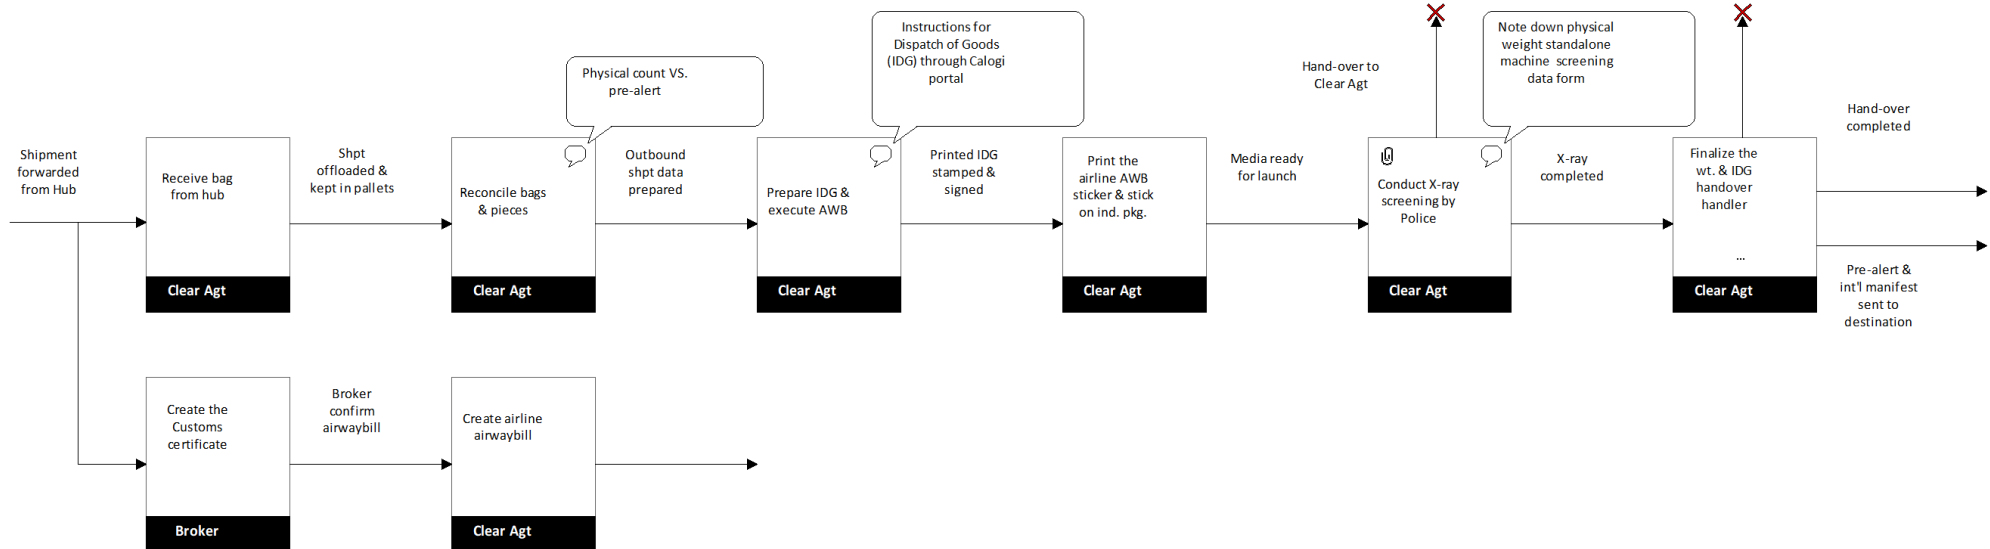 Shipment
forwarded
from Hub
Receive bag
from hub
Clear Agt
Shpt
offloaded &
kept in pallets
Physical count VS.
pre-alert
Reconcile bags
& pieces
Clear Agt
Outbound
shpt data
prepared
Instructions for
Dispatch of Goods
(IDG) through Calogi
portal
Prepare IDG &
execute AWB
Clear Agt
Printed IDG
stamped &
signed
Print the
airline AWB
sticker & stick
on ind. pkg.
Clear Agt
Media ready
for launch
Hand-over to
Clear Agt
Note down physical
weight standalone
machine screening
data form
Conduct X-ray
screening by
Police
Clear Agt
X-ray
completed
Finalize the
wt. & IDG
handover
handler
...
Clear Agt
Hand-over
completed
Pre-alert &
int'l manifest
sent to
destination
Create the
Customs
certificate
Broker
Broker
confirm
airwaybill
Create airline
airwaybill
Clear Agt